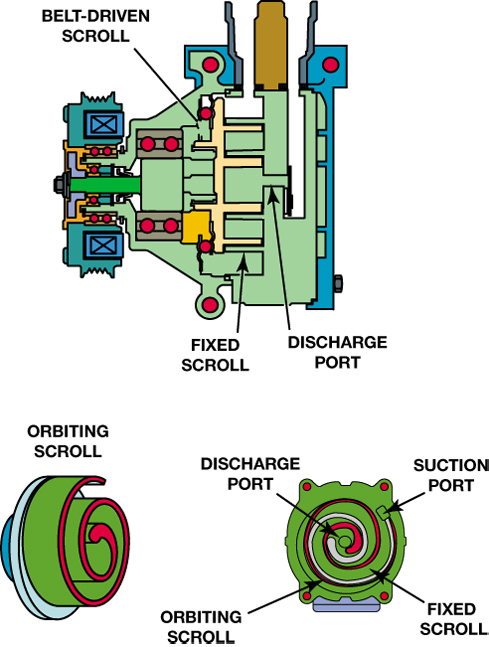 BELT-DRIVEN
SCROLL
FIXED
SCROLL
DISCHARGE
PORT
ORBITING
SCROLL
DISCHARGE
PORT
SUCTION
PORT
ORBITING
SCROLL
FIXED
SCROLL